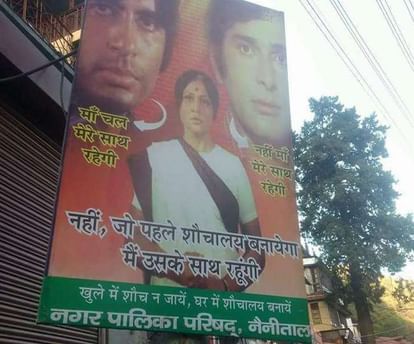 माँ चल
मेरे साथ
रहेगी
नहीं माँ
मेरे साथ
रहेगी
नहीं, जो पहले शौचालय बनायेगा
मैं उसके साथ रहूंगी
खुले में शौच न जायें, घर में शौचालय बनायें
नगर पालिका परिषद्, नैनीताल